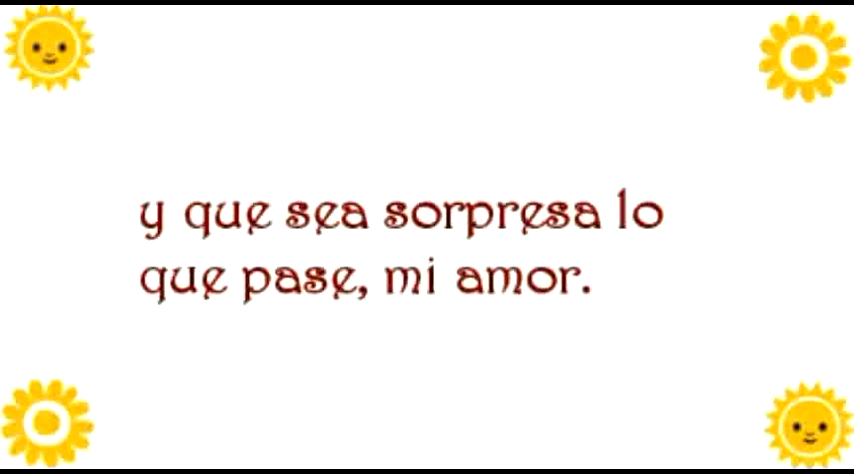 y que sea sorpresa lo
que pase, mi amor.